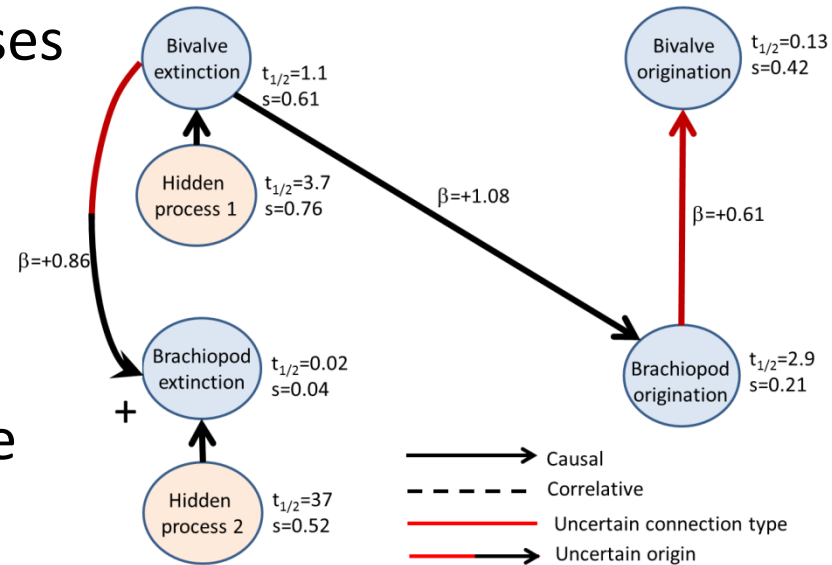 ses
Bivalve
extinction
t1/2=1.1
s=0.61
Bivalve
origination
t1/2=0.13
s=0.42
Hidden
process 1
t1/2=3.7
s=0.76
β=+1.08
β=+0.61
β=+0.86
Brachiopod
extinction
t1/2=0.02
s=0.04
+
Brachiopod
origination
t1/2=2.9
s=0.21
e
Hidden
process 2
t1/2=37
s=0.52
Causal
Correlative
Uncertain connection type
Uncertain origin